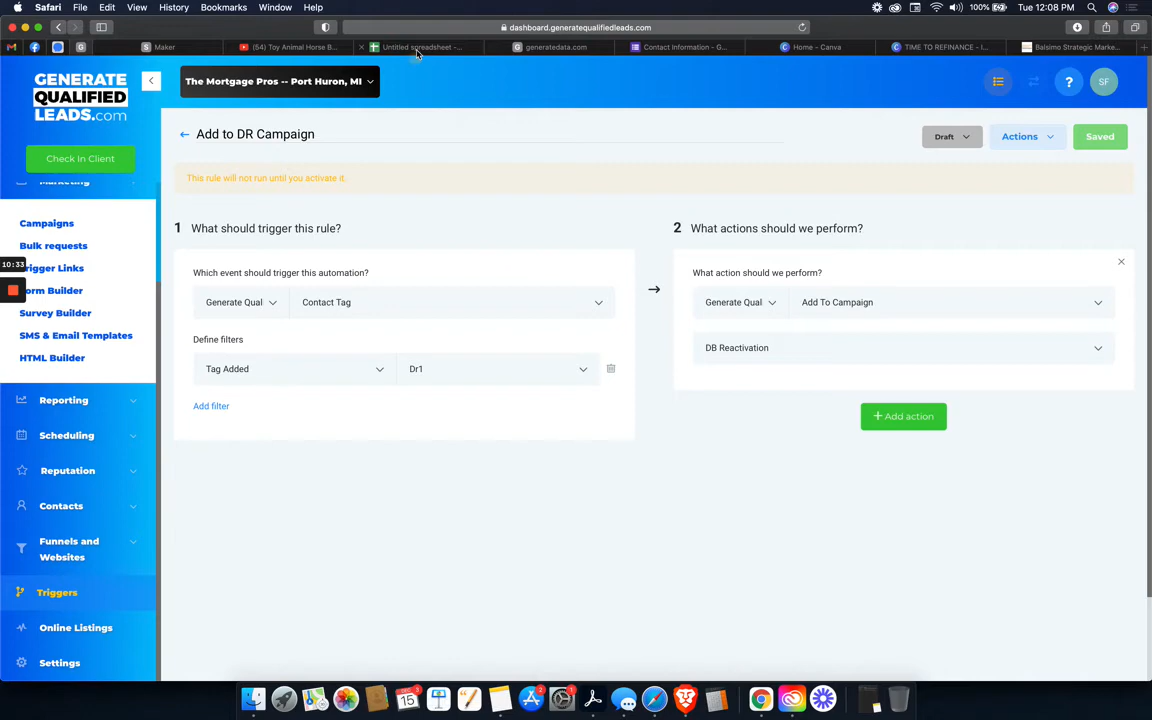 Safari File Edit View History Bookmarks Window Help 100% Tue 12:08 PM
dashboard.generatequalifiedleads.com
Maker (54) Toy Animal Horse B... Untitled spreadsheet -... generatedata.com Contact Information - G... Home – Canva TIME TO REFINANCE - I... Balsimo Strategic Marke...
GENERATE
QUALIFIED
LEADS.com
The Mortgage Pros -- Port Huron, MI
? SF
Check In Client
Add to DR Campaign
Draft Actions Saved
This rule will not run until you activate it.
Marketing
Campaigns
Bulk requests
10:33
Trigger Links
Form Builder
Survey Builder
SMS & Email Templates
HTML Builder
Reporting
Scheduling
Reputation
Contacts
Funnels and
Websites
Triggers
Online Listings
Settings
1 What should trigger this rule?
Which event should trigger this automation?
Generate Qual Contact Tag
Define filters
Tag Added Dr1
Add filter
2 What actions should we perform?
What action should we perform?
Generate Qual Add To Campaign
DB Reactivation
+ Add action